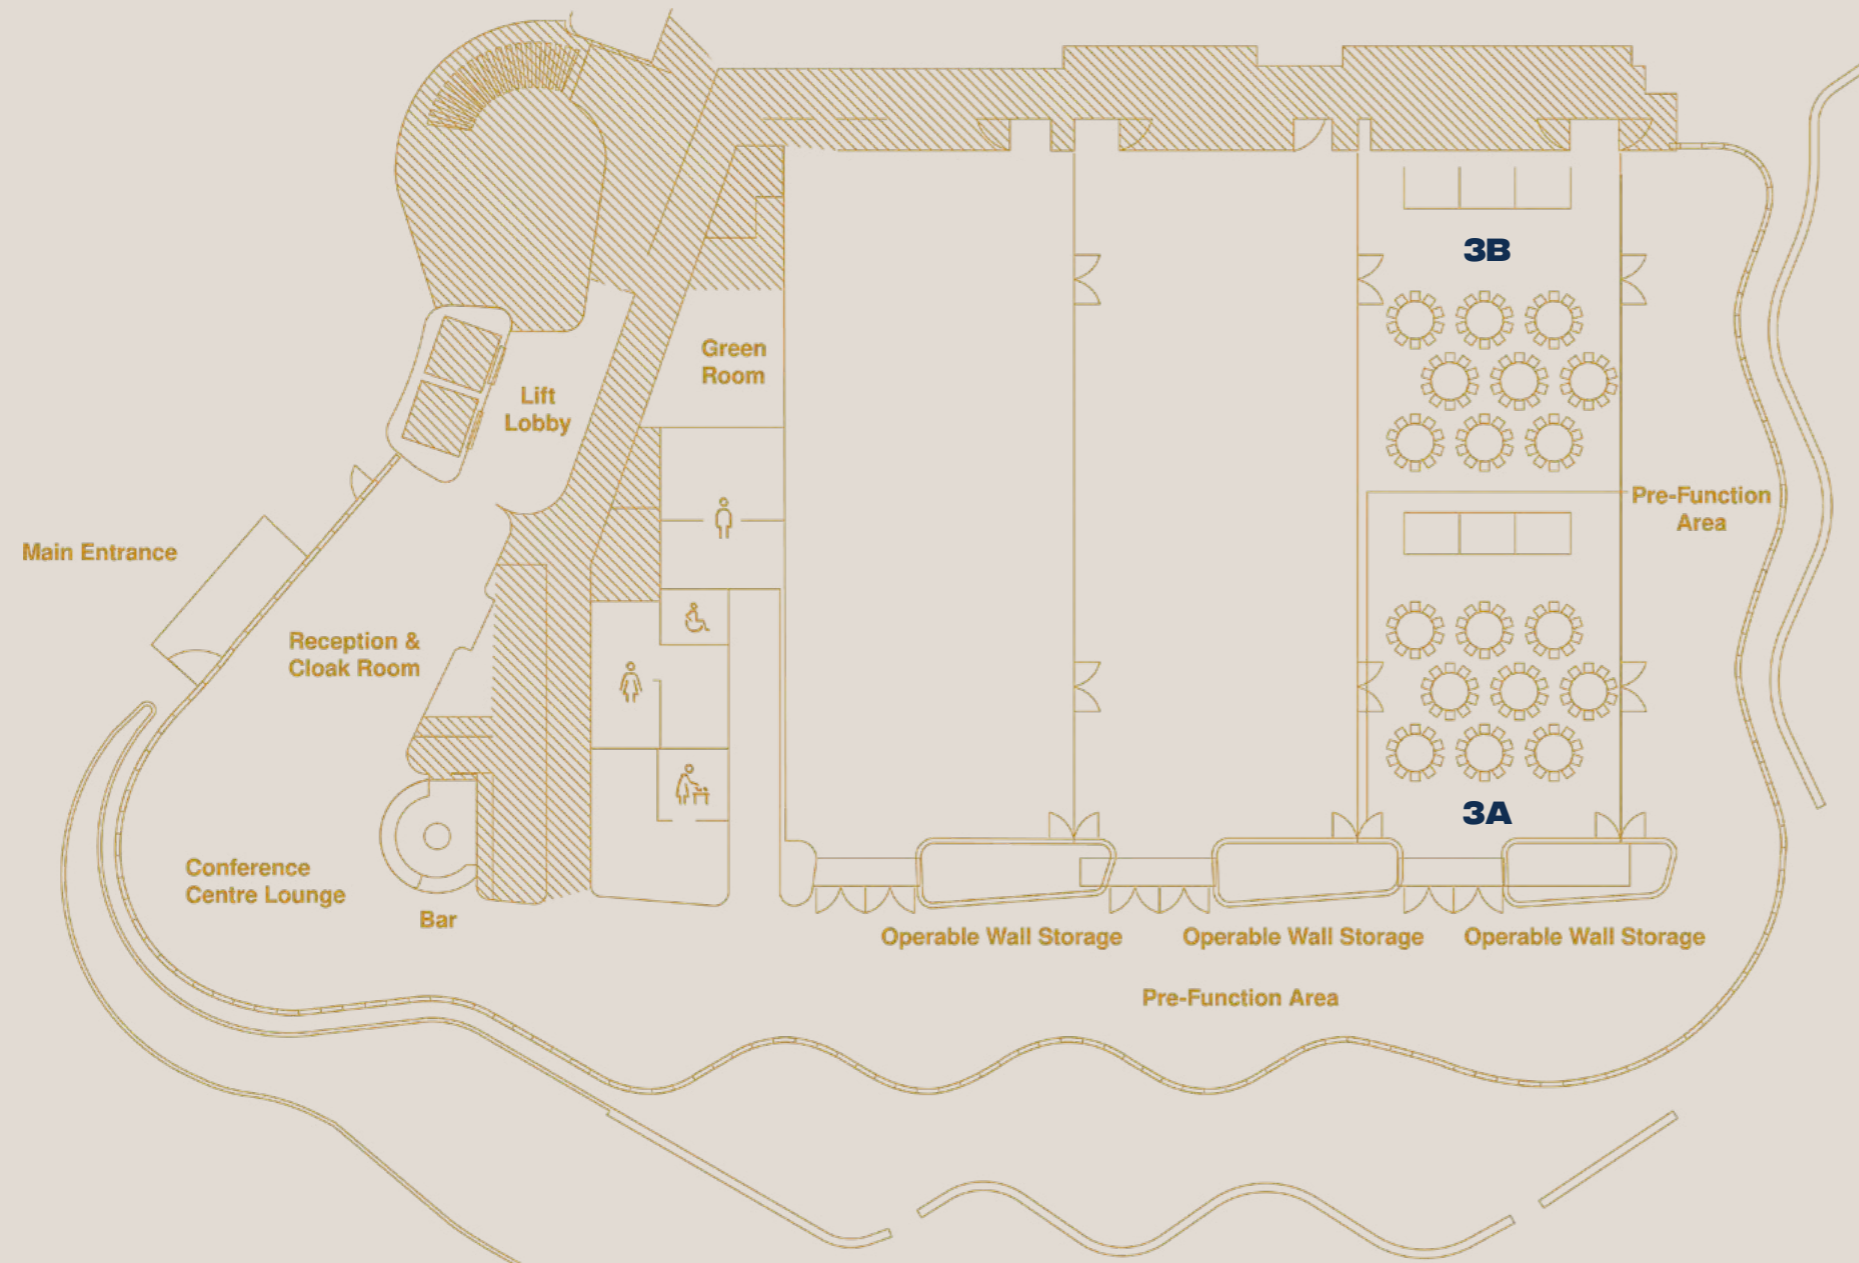 3B
Green
Room
Lift
Lobby
Pre-Function
Area
Main Entrance
Reception &
Cloak Room
3A
Conference
Centre Lounge
Bar
Operable Wall Storage
Operable Wall Storage
Operable Wall Storage
Pre-Function Area